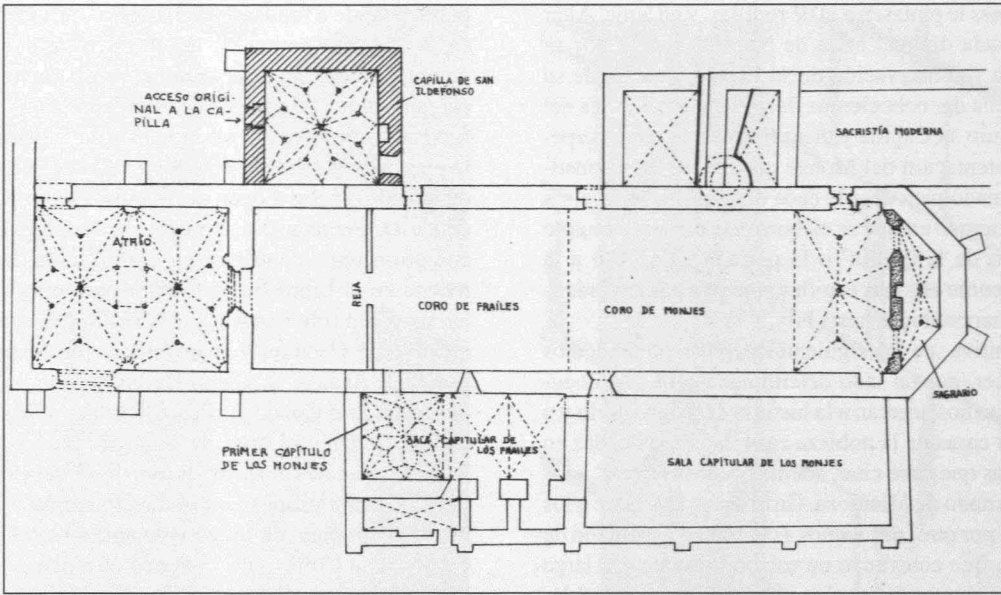 ACCESO ORIGI-
NAL A LA CA-
PILLA
CAPILLA DE SAN
ILDEFONSO
SACRISTÍA MODERNA
ATRIO
REJA
CORO DE FRAILES
CORO DE MONJES
SAGRARIO
PRIMER CAPÍTULO
DE LOS MONJES
SALA CAPITULAR DE
LOS FRAILES
SALA CAPITULAR DE LOS MONJES